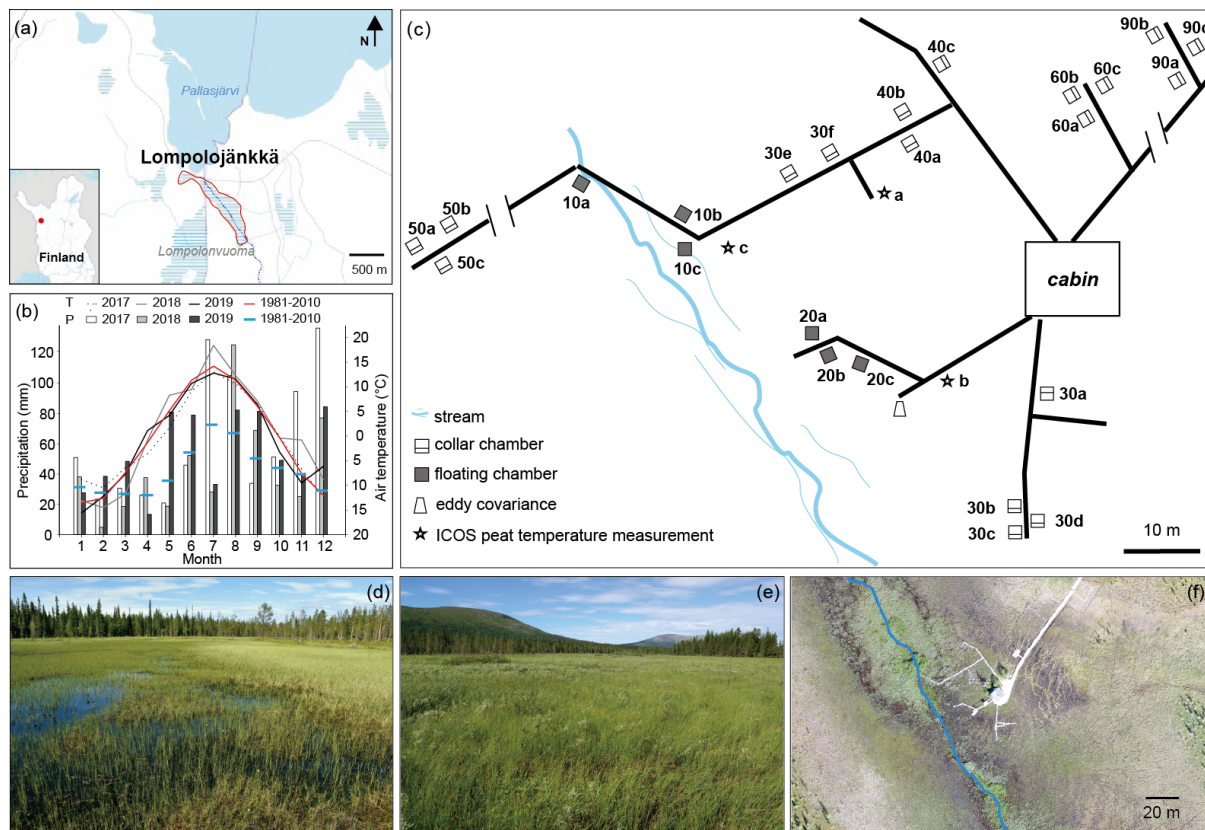 (a)
N
Pallasjärvi
Lompolojänkkä
Lompolonvuoma
Finland
500 m
(b)
T 2017 2018 2019 1981-2010
P 2017 2018 2019 1981-2010
Precipitation (mm)
120
100
80
60
40
20
0
20
15
10
5
0
5
10
15
20
Air temperature (°C)
1 2 3 4 5 6 7 8 9 10 11 12
Month
(c)
90b 90c
40c
90a
60b 60c
60a
40b
30f
40a
30e
a
10a
10b
50b
50a
c
50c
10c
cabin
20a
20b 20c
b
30a
30b
30d
30c
stream
collar chamber
floating chamber
eddy covariance
ICOS peat temperature measurement
10 m
(d)
(e)
(f)
20 m